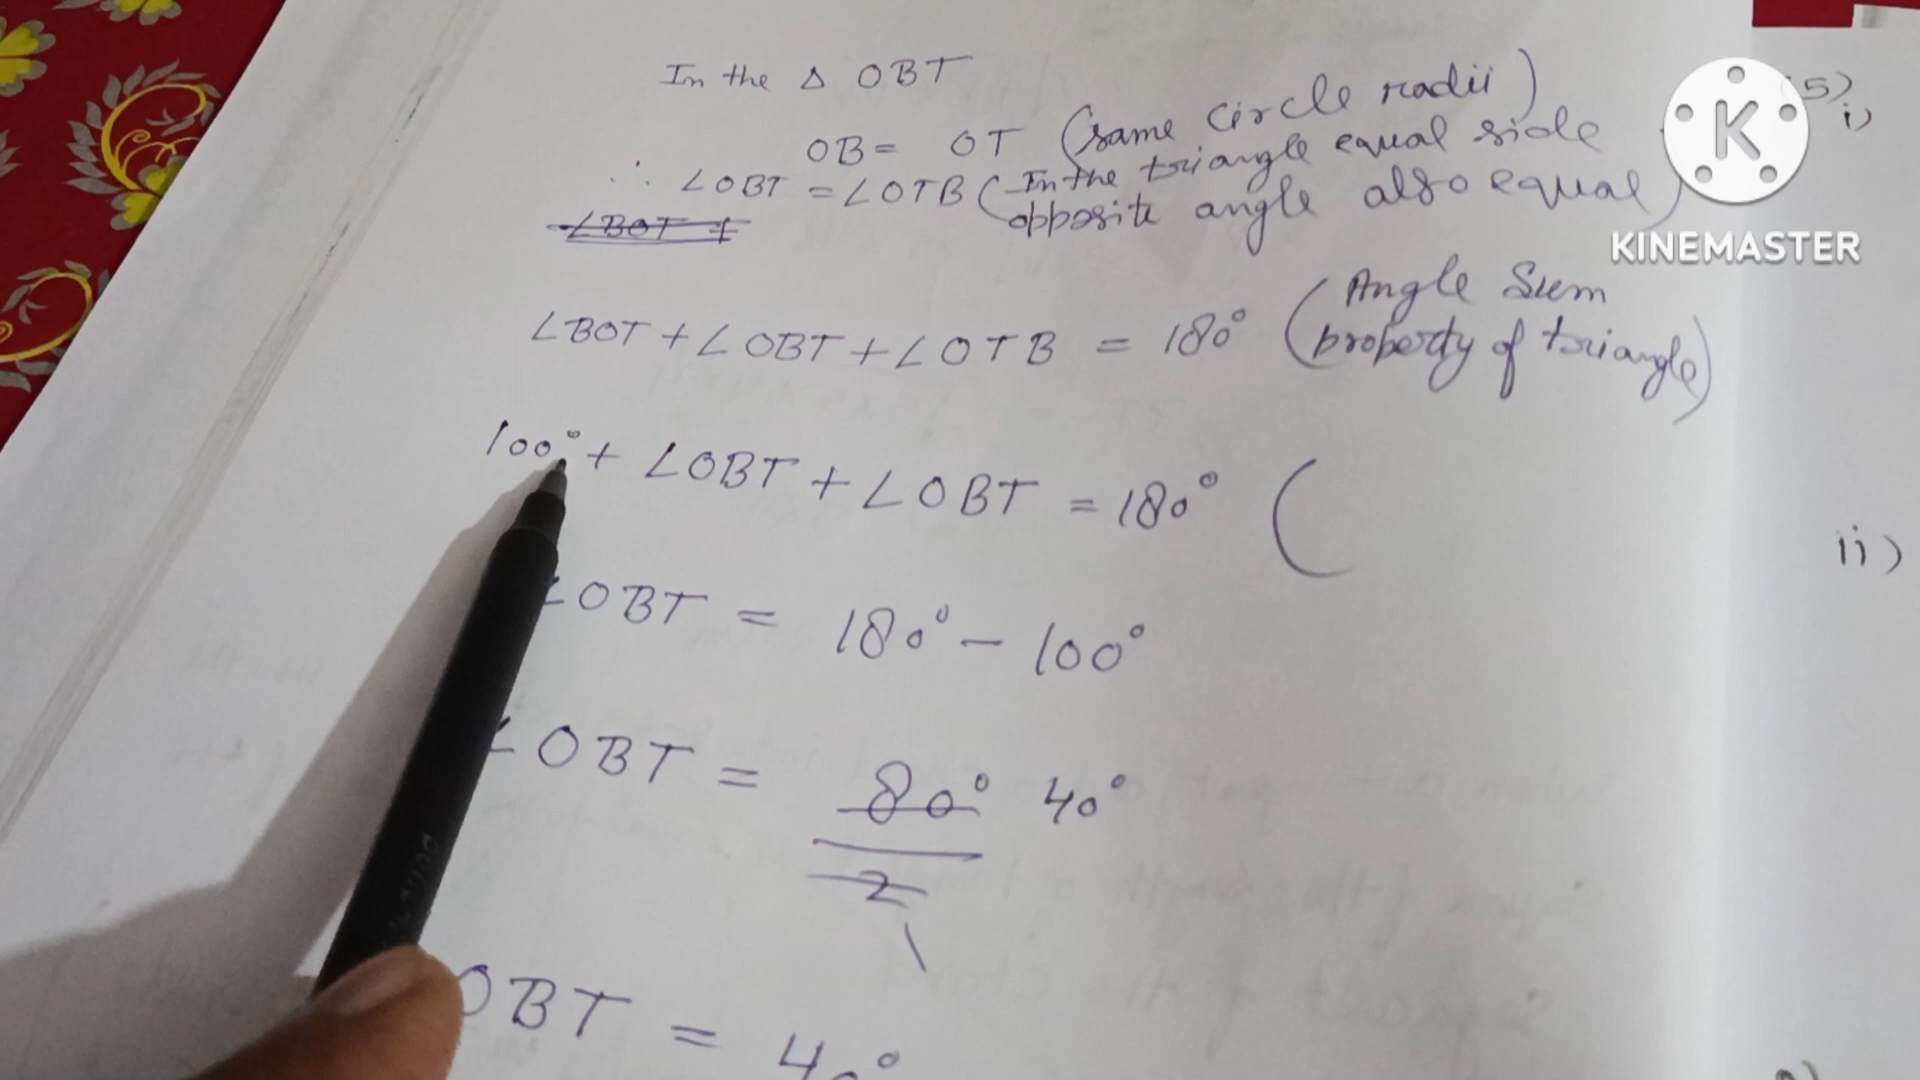 In the Δ OBT
OB = OT (same circle radii)
∴ ∠OBT = ∠OTB (In the triangle equal side
opposite angle also equal)
∠BOT +
∠BOT + ∠OBT + ∠OTB = 180° (Angle Sum
property of triangle)
100° + ∠OBT + ∠OBT = 180° (
∠OBT = 180° - 100°
∠OBT = 80° 40°
2
OBT = 40°
5) i)
ii)
K
KINEMASTER